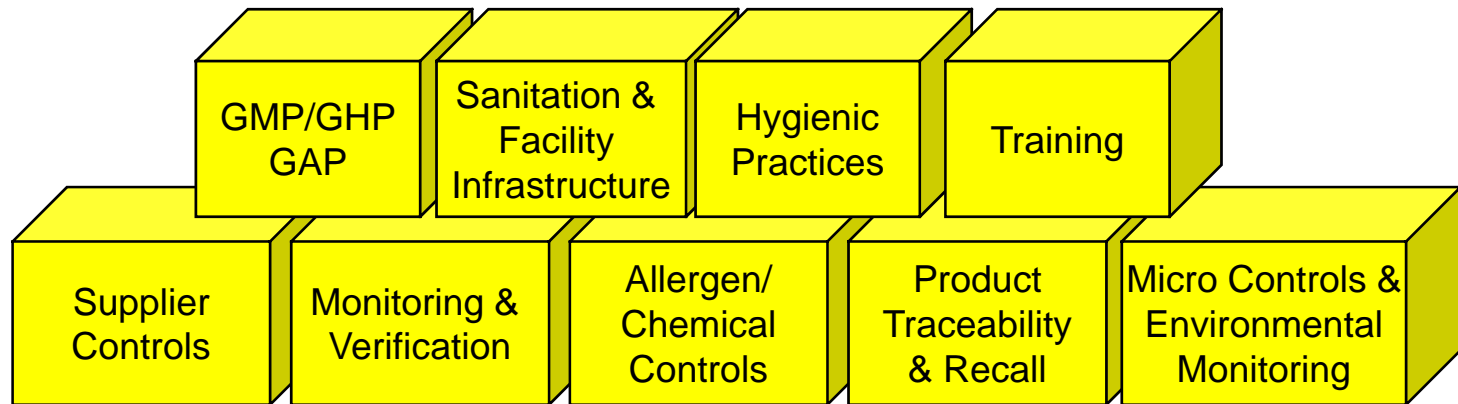 GMP/GHP
GAP
Sanitation &
Facility
Infrastructure
Hygienic
Practices
Training
Supplier
Controls
Monitoring &
Verification
Allergen/
Chemical
Controls
Product
Traceability
& Recall
Micro Controls &
Environmental
Monitoring